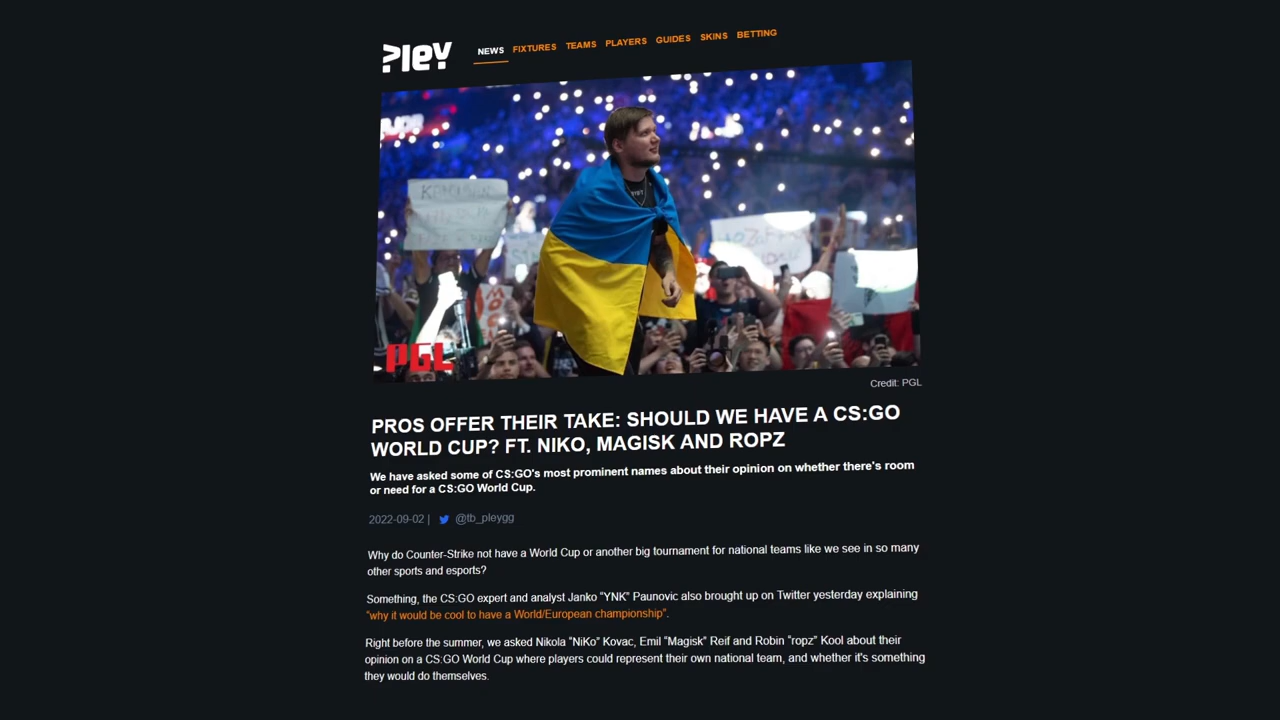 ?ley
NEWS FIXTURES TEAMS PLAYERS GUIDES SKINS BETTING
PGL
Credit: PGL
PROS OFFER THEIR TAKE: SHOULD WE HAVE A CS:GO
WORLD CUP? FT. NIKO, MAGISK AND ROPZ
We have asked some of CS:GO's most prominent names about their opinion on whether there's room
or need for a CS:GO World Cup.
2022-09-02 | @tb_pleygg
Why do Counter-Strike not have a World Cup or another big tournament for national teams like we see in so many
other sports and esports?
Something, the CS:GO expert and analyst Janko "YNK" Paunovic also brought up on Twitter yesterday explaining
"why it would be cool to have a World/European championship".
Right before the summer, we asked Nikola "NiKo" Kovac, Emil "Magisk" Reif and Robin "ropz" Kool about their
opinion on a CS:GO World Cup where players could represent their own national team, and whether it's something
they would do themselves.